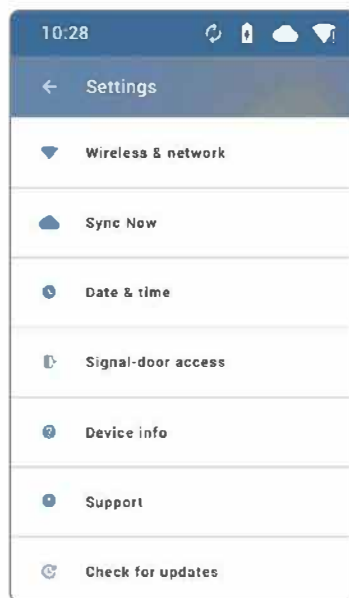 10:28
Settings
Wireless & network
Sync Now
Date & time
Signal-door access
Device info
Support
Check for updates